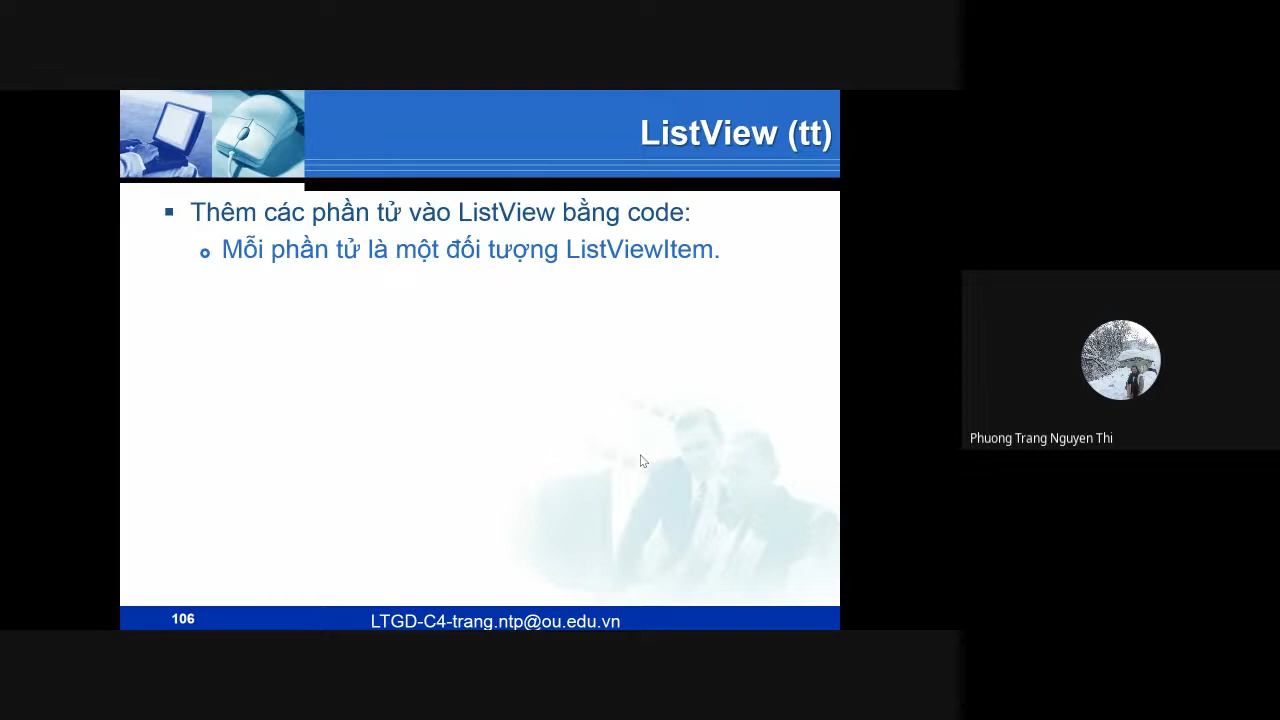 ListView (tt)
Thêm các phần tử vào ListView bằng code:
Mỗi phần tử là một đối tượng ListViewItem.
Phuong Trang Nguyen Thi
106
LTGD-C4-trang.ntp@ou.edu.vn